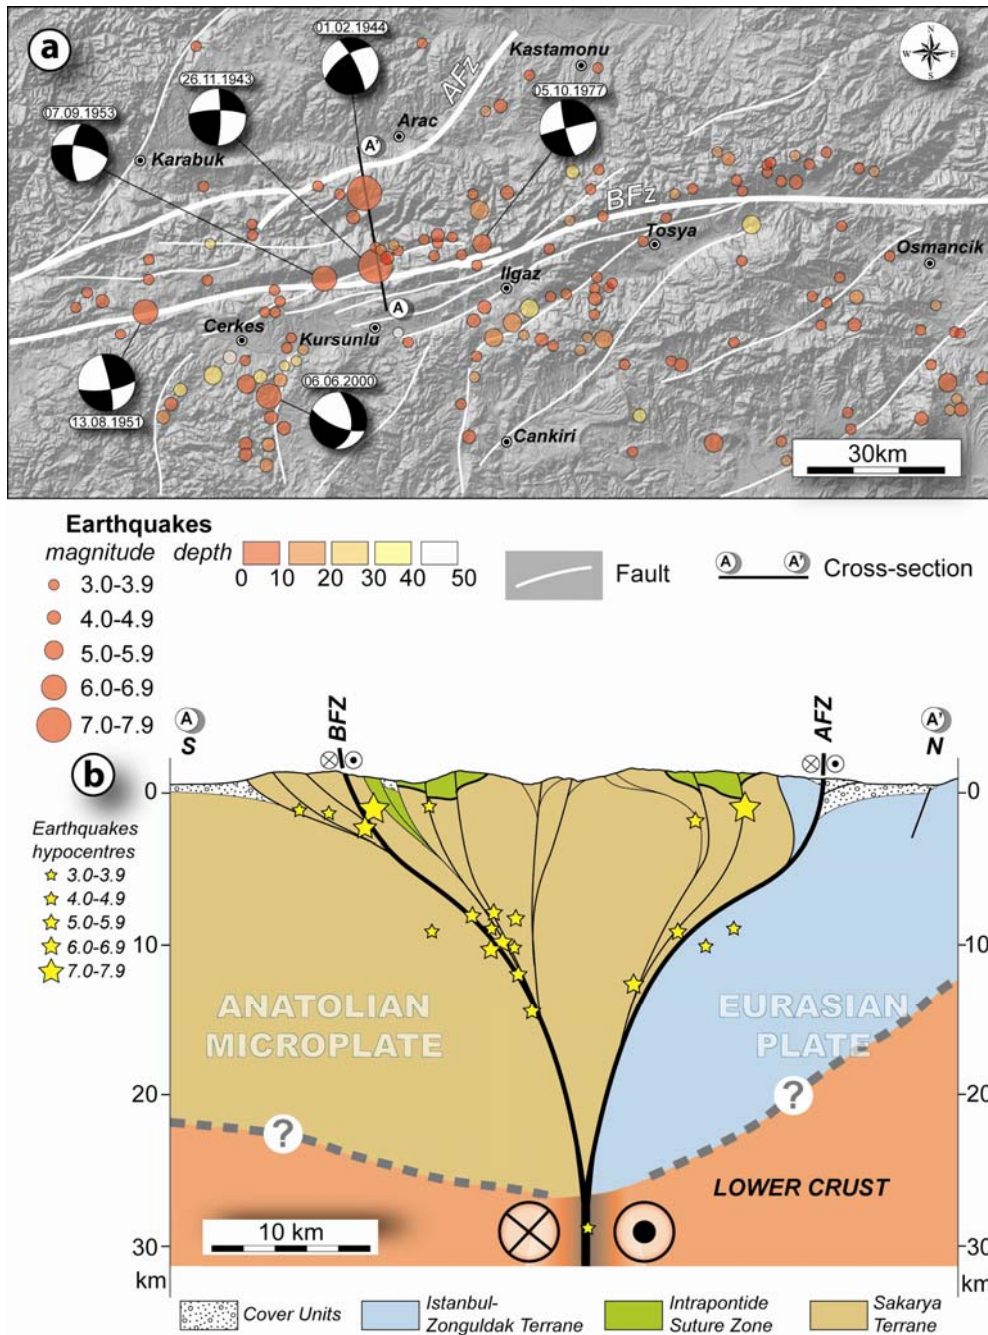 a
01.02.1944
Kastamonu
N
W E
S
26.11.1943
AFz
05.10.1977
07.09.1953
Arac
A'
Karabuk
BFz
Tosya
Osmancik
Ilgaz
A
Cerkes
Kursunlu
06.06.2000
13.08.1951
Cankiri
30km
Earthquakes
magnitude depth
0 10 20 30 40 50
Fault
A A' Cross-section
3.0-3.9
4.0-4.9
5.0-5.9
6.0-6.9
7.0-7.9
A
S
BFZ
AFZ
A'
N
b
0
0
Earthquakes
hypocentres
3.0-3.9
4.0-4.9
5.0-5.9
6.0-6.9
7.0-7.9
10
10
ANATOLIAN
MICROPLATE
EURASIAN
PLATE
20
20
?
?
LOWER CRUST
10 km
30
30
km
km
Cover Units
Istanbul-
Zonguldak Terrane
Intrapontide
Suture Zone
Sakarya
Terrane